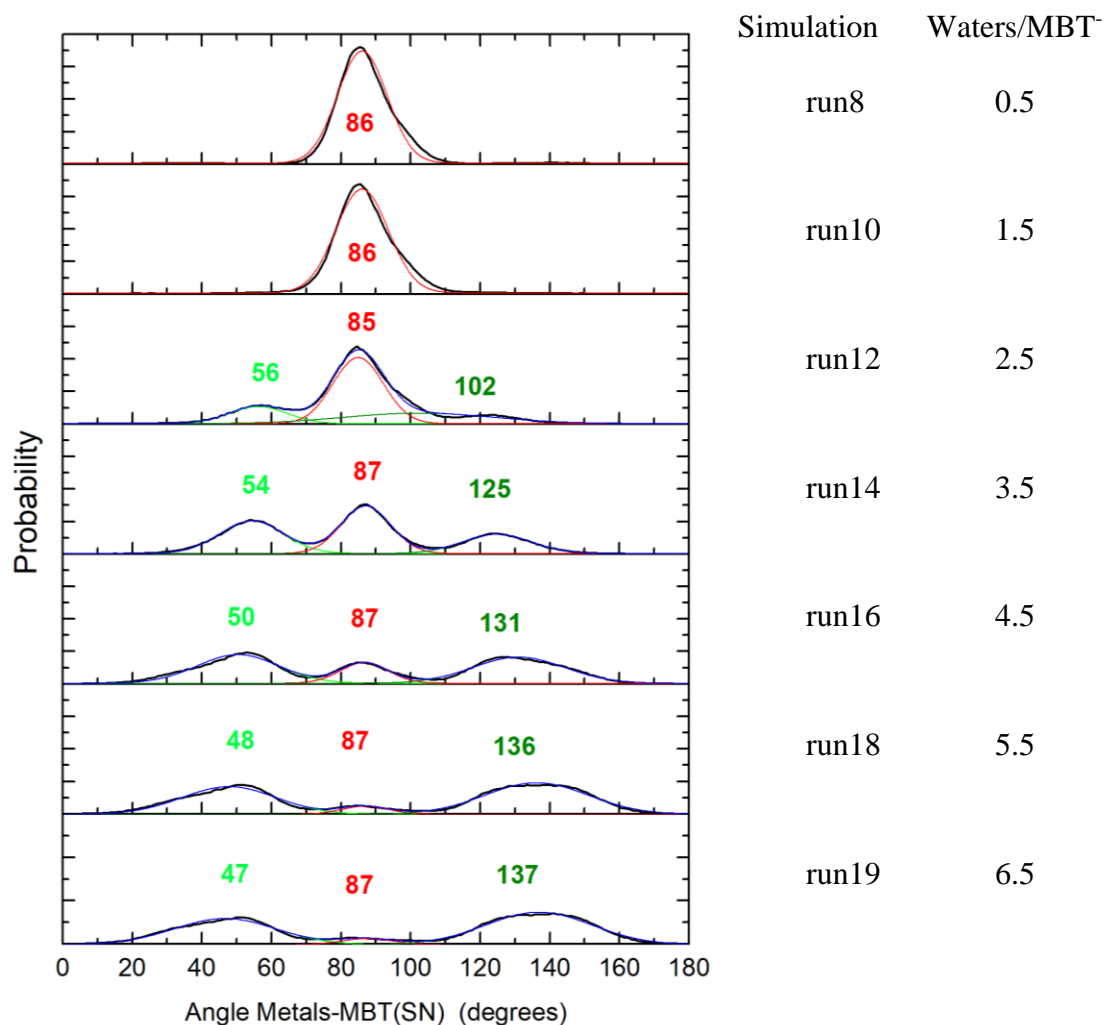 Simulation Waters/MBT⁻
86
run8 0.5
86
run10 1.5
85
56 102
run12 2.5
54 87 125
run14 3.5
50 87 131
run16 4.5
48 87 136
run18 5.5
47 87 137
run19 6.5
Probability
0 20 40 60 80 100 120 140 160 180
Angle Metals-MBT(SN) (degrees)